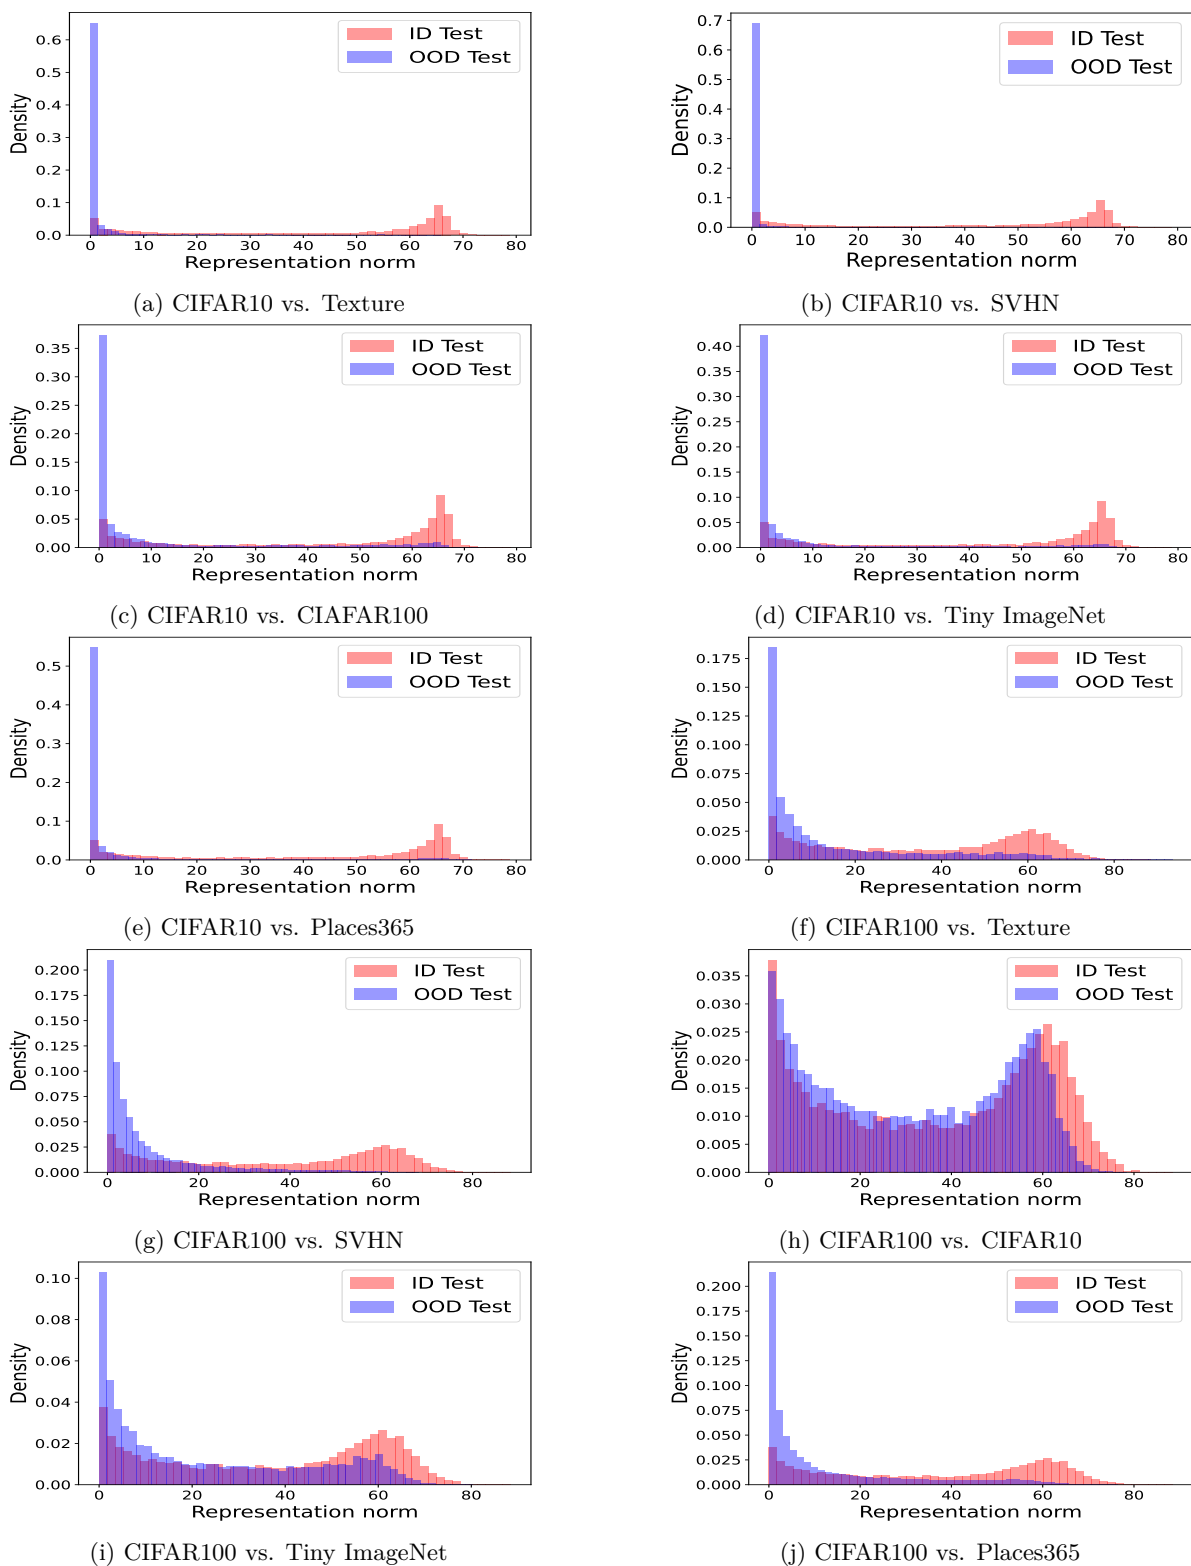 0.6
0.5
0.4
0.3
0.2
0.1
0.0
Density
ID Test
OOD Test
0 10 20 30 40 50 60 70 80
Representation norm
(a) CIFAR10 vs. Texture
0.7
0.6
0.5
0.4
0.3
0.2
0.1
0.0
Density
ID Test
OOD Test
0 10 20 30 40 50 60 70 80
Representation norm
(b) CIFAR10 vs. SVHN
0.35
0.30
0.25
0.20
0.15
0.10
0.05
0.00
Density
ID Test
OOD Test
0 10 20 30 40 50 60 70 80
Representation norm
(c) CIFAR10 vs. CIAFAR100
0.40
0.35
0.30
0.25
0.20
0.15
0.10
0.05
0.00
Density
ID Test
OOD Test
0 10 20 30 40 50 60 70 80
Representation norm
(d) CIFAR10 vs. Tiny ImageNet
0.5
0.4
0.3
0.2
0.1
0.0
Density
ID Test
OOD Test
0 10 20 30 40 50 60 70 80
Representation norm
(e) CIFAR10 vs. Places365
0.175
0.150
0.125
0.100
0.075
0.050
0.025
0.000
Density
ID Test
OOD Test
0 20 40 60 80
Representation norm
(f) CIFAR100 vs. Texture
0.200
0.175
0.150
0.125
0.100
0.075
0.050
0.025
0.000
Density
ID Test
OOD Test
0 20 40 60 80
Representation norm
(g) CIFAR100 vs. SVHN
0.035
0.030
0.025
0.020
0.015
0.010
0.005
0.000
Density
ID Test
OOD Test
0 20 40 60 80
Representation norm
(h) CIFAR100 vs. CIFAR10
0.10
0.08
0.06
0.04
0.02
0.00
Density
ID Test
OOD Test
0 20 40 60 80
Representation norm
(i) CIFAR100 vs. Tiny ImageNet
0.200
0.175
0.150
0.125
0.100
0.075
0.050
0.025
0.000
Density
ID Test
OOD Test
0 20 40 60 80
Representation norm
(j) CIFAR100 vs. Places365